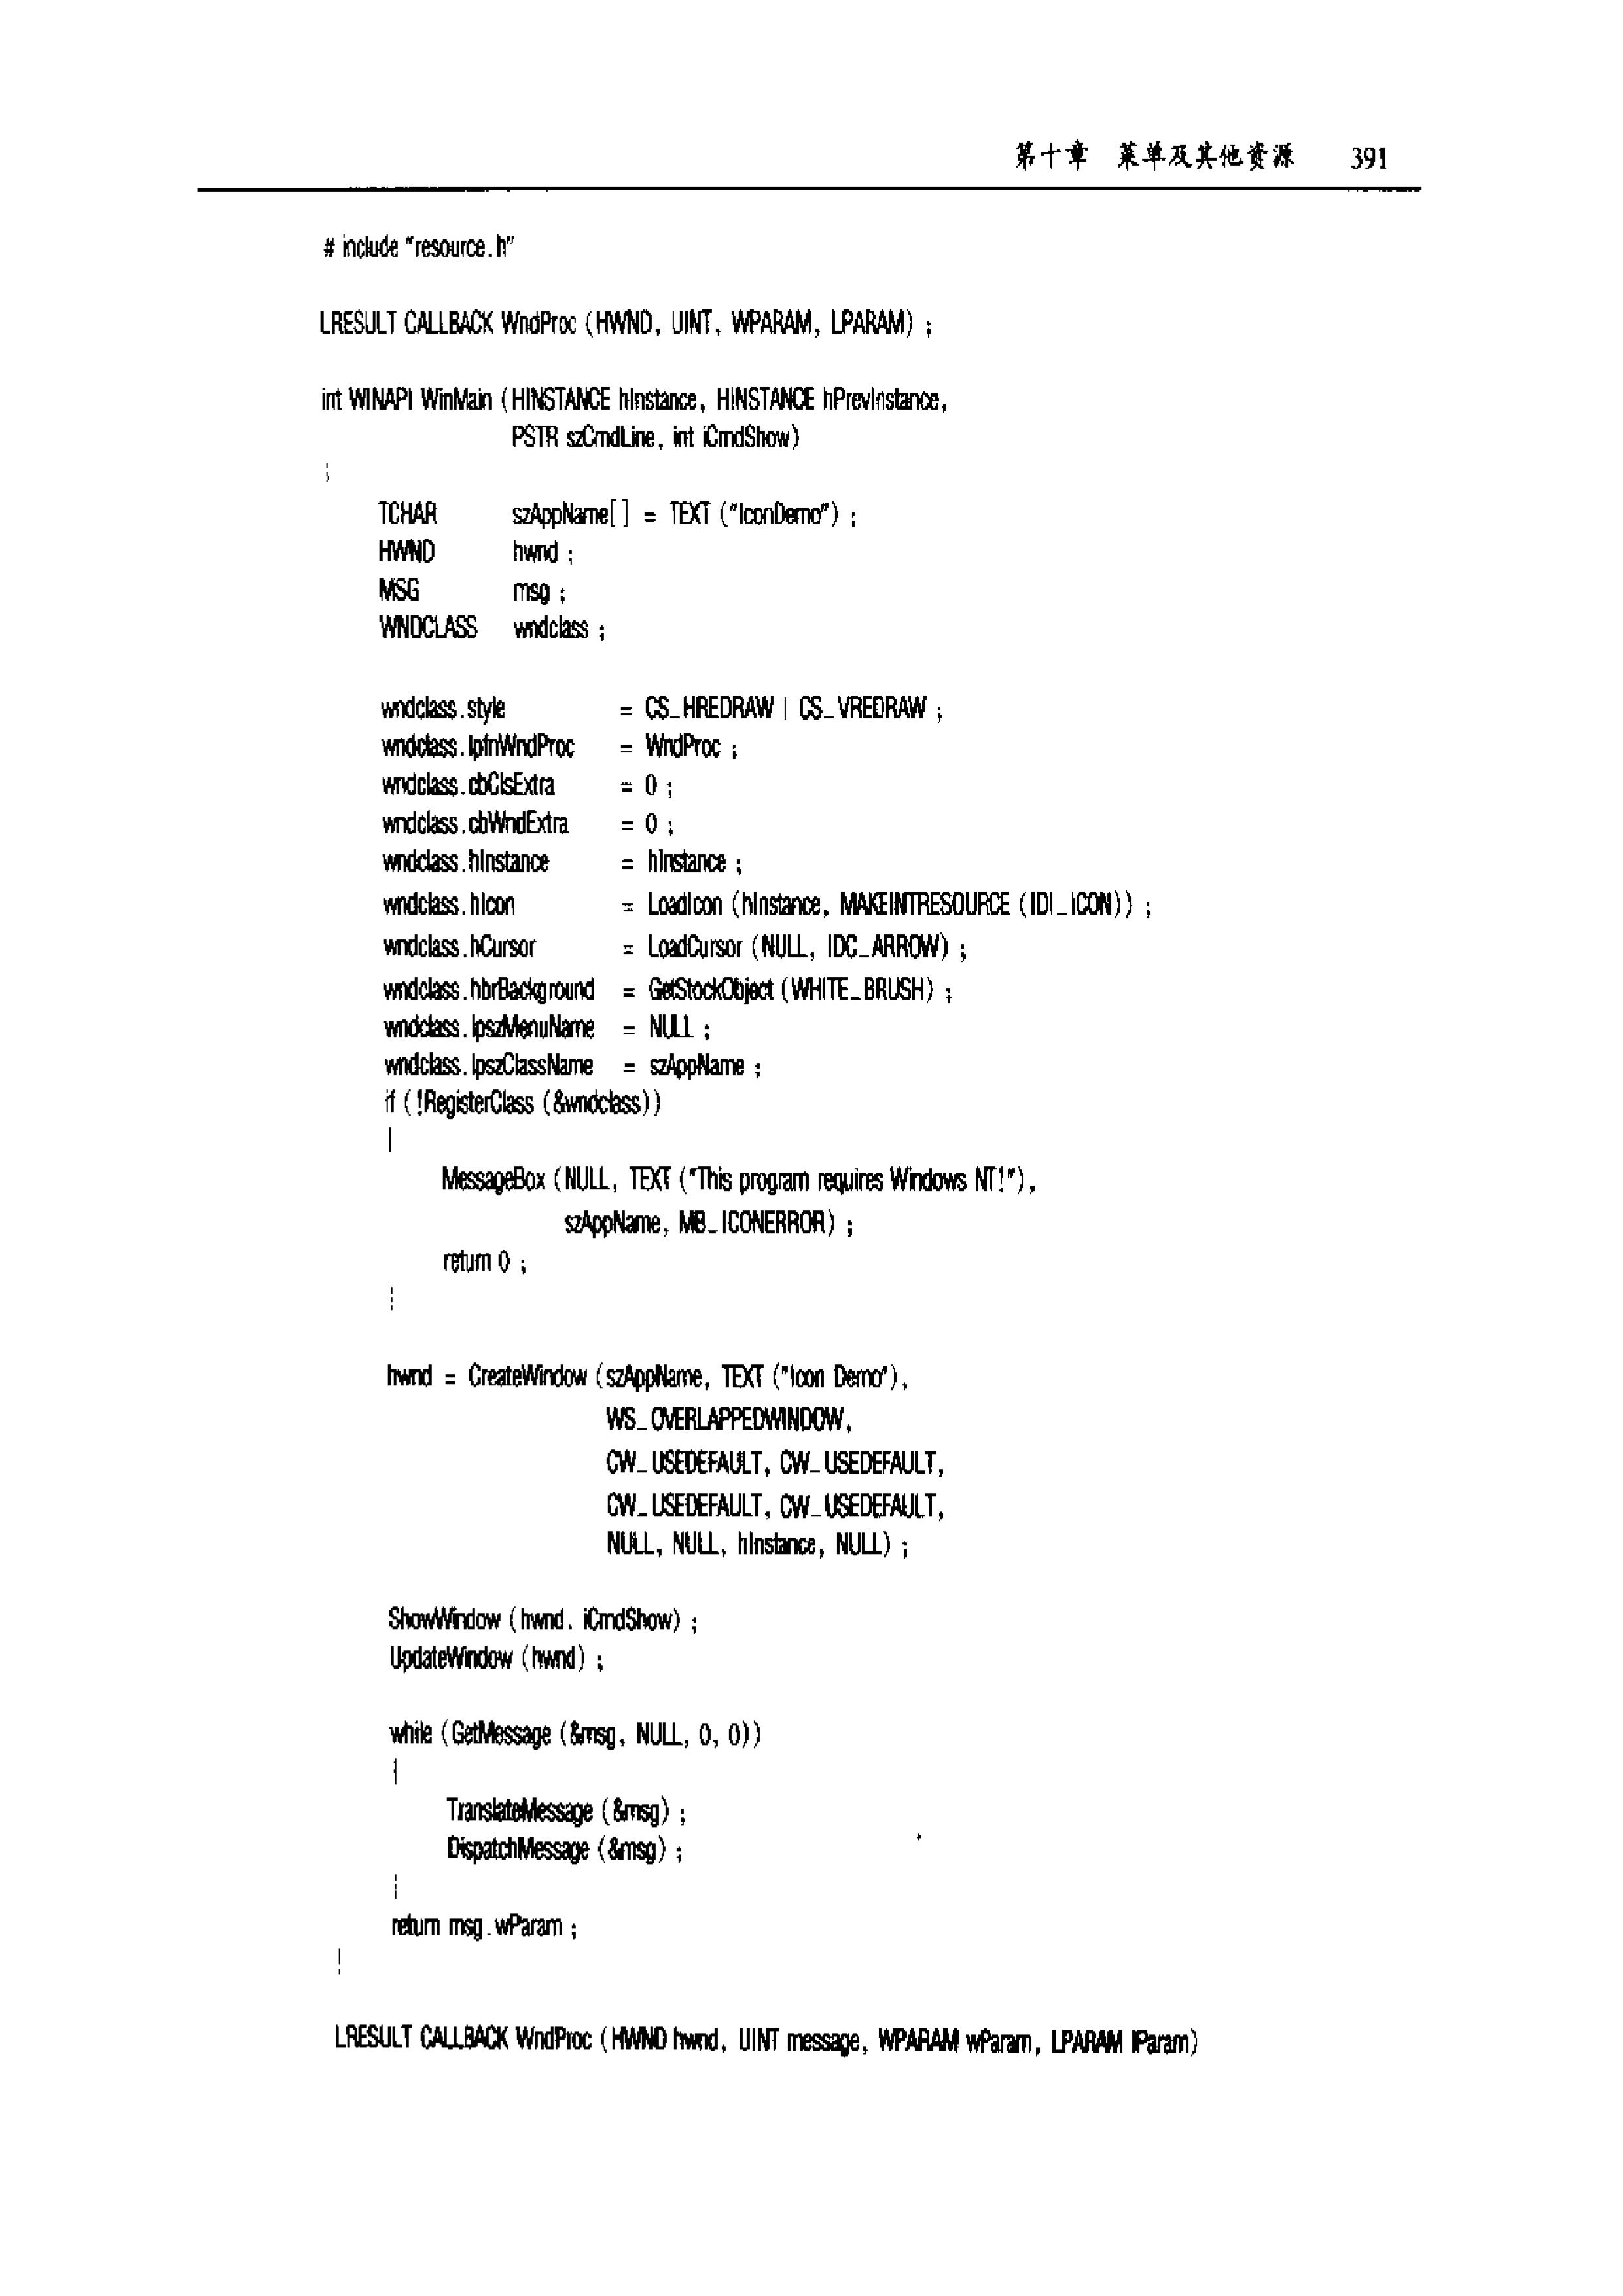 第十章 菜单及其他资源 391
# include "resource.h"
LRESULT CALLBACK WndProc (HWND, UINT, WPARAM, LPARAM) ;
int WINAPI WinMain (HINSTANCE hInstance, HINSTANCE hPrevInstance,
PSTR szCmdLine, int iCmdShow)
{
TCHAR szAppName[] = TEXT ("IconDemo") ;
HWND hwnd ;
MSG msg ;
WNDCLASS wndclass ;
wndclass.style = CS_HREDRAW | CS_VREDRAW ;
wndclass.lpfnWndProc = WndProc ;
wndclass.cbClsExtra = 0 ;
wndclass.cbWndExtra = 0 ;
wndclass.hInstance = hInstance ;
wndclass.hIcon = LoadIcon (hInstance, MAKEINTRESOURCE (IDI_ICON)) ;
wndclass.hCursor = LoadCursor (NULL, IDC_ARROW) ;
wndclass.hbrBackground = GetStockObject (WHITE_BRUSH) ;
wndclass.lpszMenuName = NULL ;
wndclass.lpszClassName = szAppName ;
if (!RegisterClass (&wndclass))
{
MessageBox (NULL, TEXT ("This program requires Windows NT!"),
szAppName, MB_ICONERROR) ;
return 0 ;
}
hwnd = CreateWindow (szAppName, TEXT ("Icon Demo"),
WS_OVERLAPPEDWINDOW,
CW_USEDEFAULT, CW_USEDEFAULT,
CW_USEDEFAULT, CW_USEDEFAULT,
NULL, NULL, hInstance, NULL) ;
ShowWindow (hwnd, iCmdShow) ;
UpdateWindow (hwnd) ;
while (GetMessage (&msg, NULL, 0, 0))
{
TranslateMessage (&msg) ;
DispatchMessage (&msg) ;
}
return msg.wParam ;
}
LRESULT CALLBACK WndProc (HWND hwnd, UINT message, WPARAM wParam, LPARAM lParam)